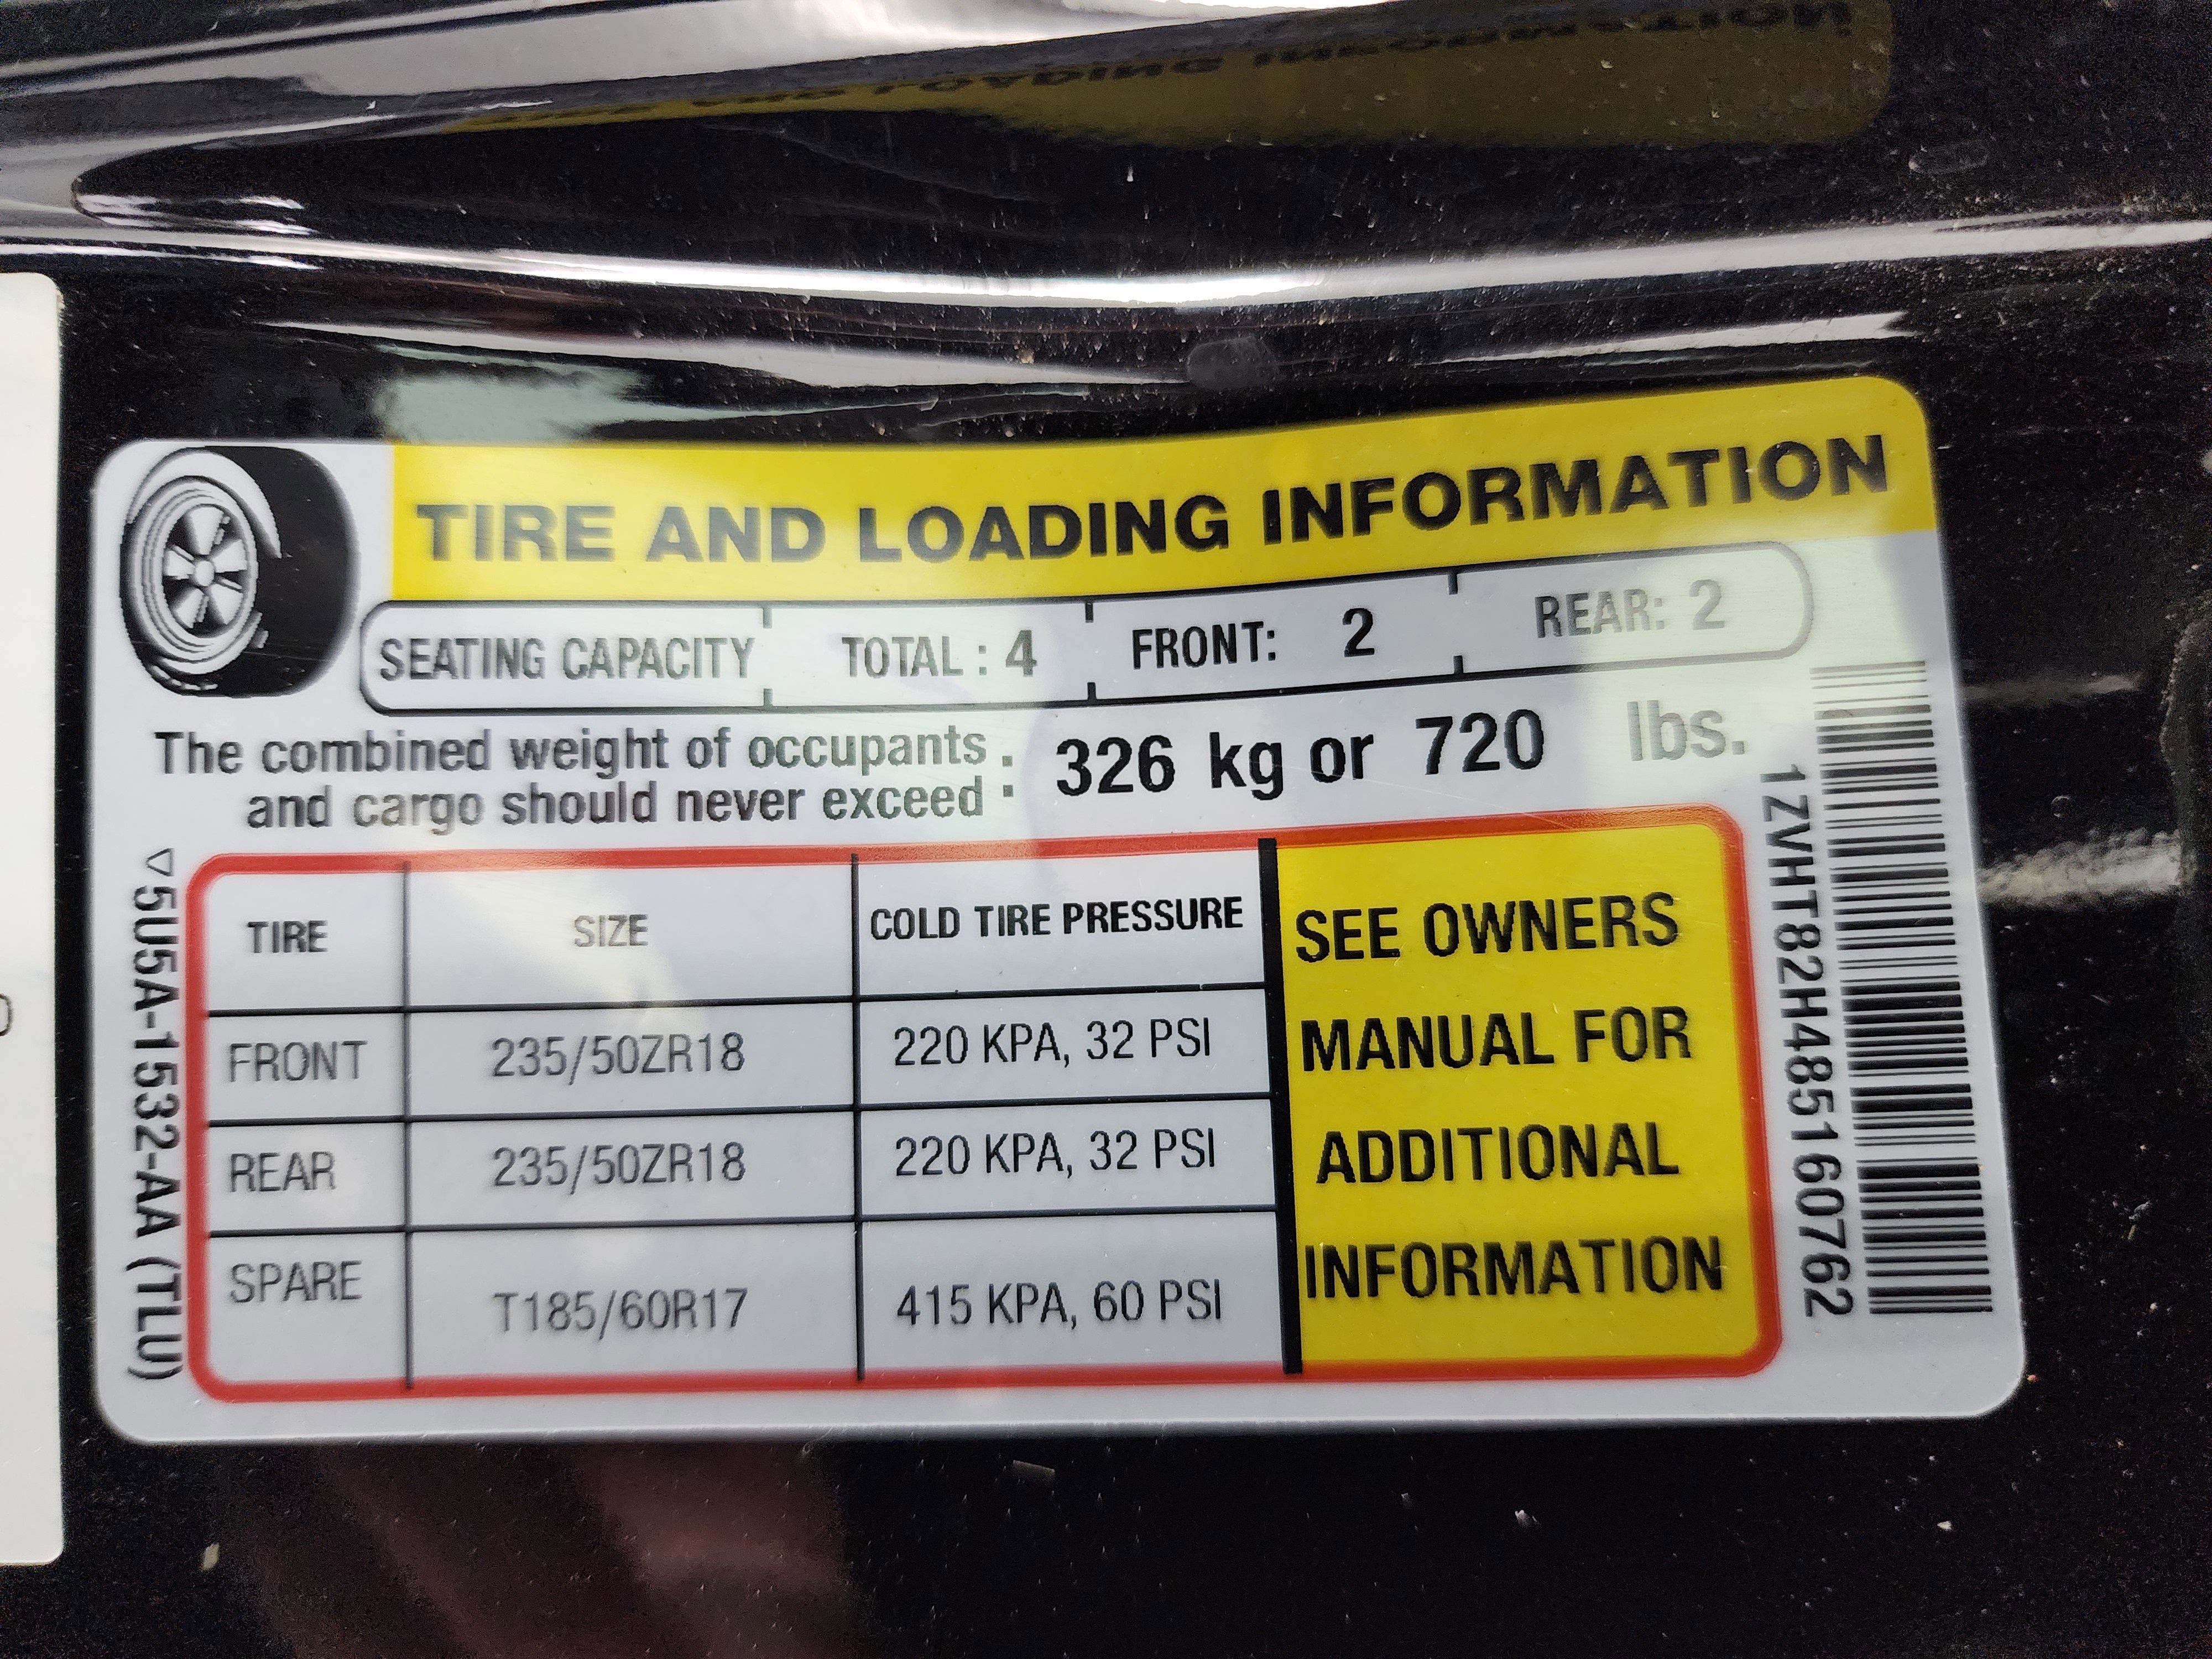 TIRE AND LOADING INFORMATION
SEATING CAPACITY TOTAL : 4 FRONT: 2 REAR: 2
The combined weight of occupants
and cargo should never exceed : 326 kg or 720 lbs.
TIRE SIZE COLD TIRE PRESSURE
FRONT 235/50ZR18 220 KPA, 32 PSI
REAR 235/50ZR18 220 KPA, 32 PSI
SPARE T185/60R17 415 KPA, 60 PSI
SEE OWNERS
MANUAL FOR
ADDITIONAL
INFORMATION
5U5A-1532-AA (TLU)
1ZVHT82H485160762